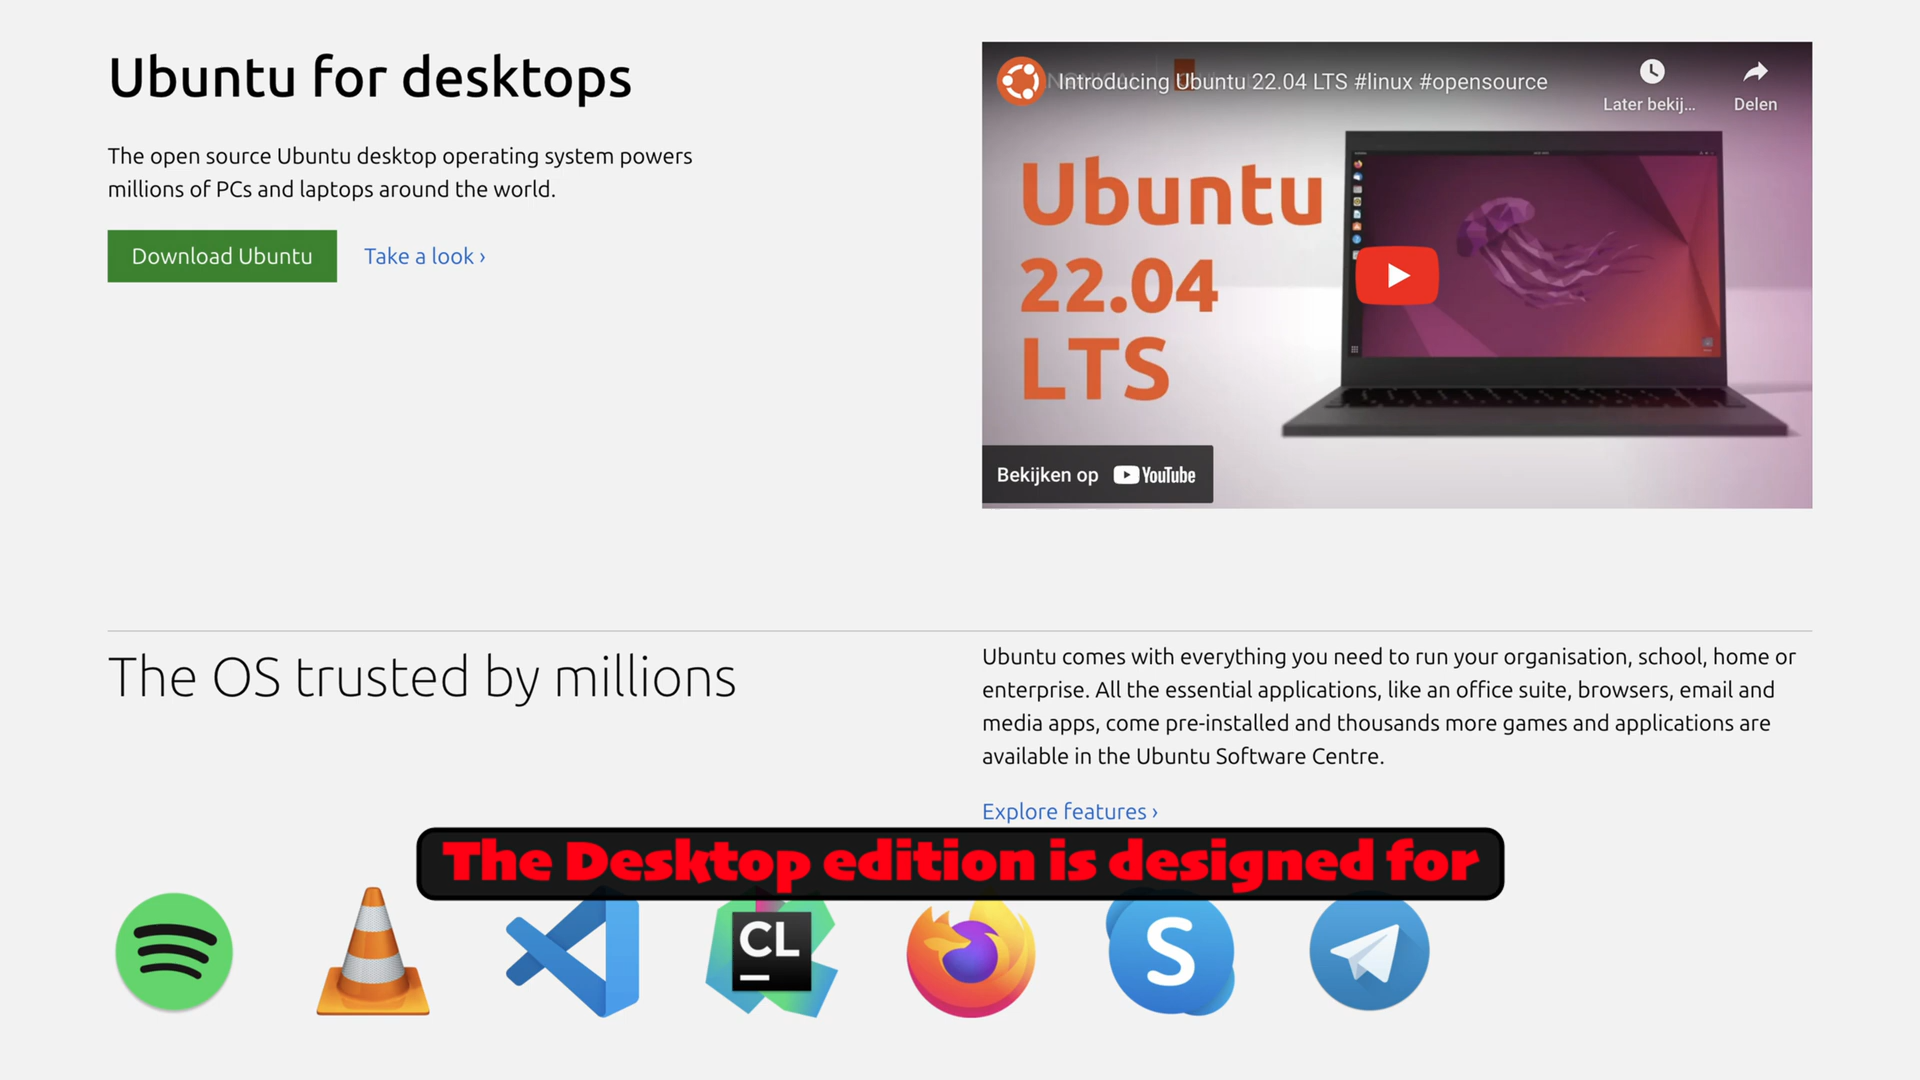 Ubuntu for desktops
The open source Ubuntu desktop operating system powers
millions of PCs and laptops around the world.
Download Ubuntu
Take a look ›
Introducing Ubuntu 22.04 LTS #linux #opensource
Later bekij...
Delen
Ubuntu
22.04
LTS
Bekijken op YouTube
The OS trusted by millions
Ubuntu comes with everything you need to run your organisation, school, home or
enterprise. All the essential applications, like an office suite, browsers, email and
media apps, come pre-installed and thousands more games and applications are
available in the Ubuntu Software Centre.
Explore features ›
The Desktop edition is designed for
CL
S